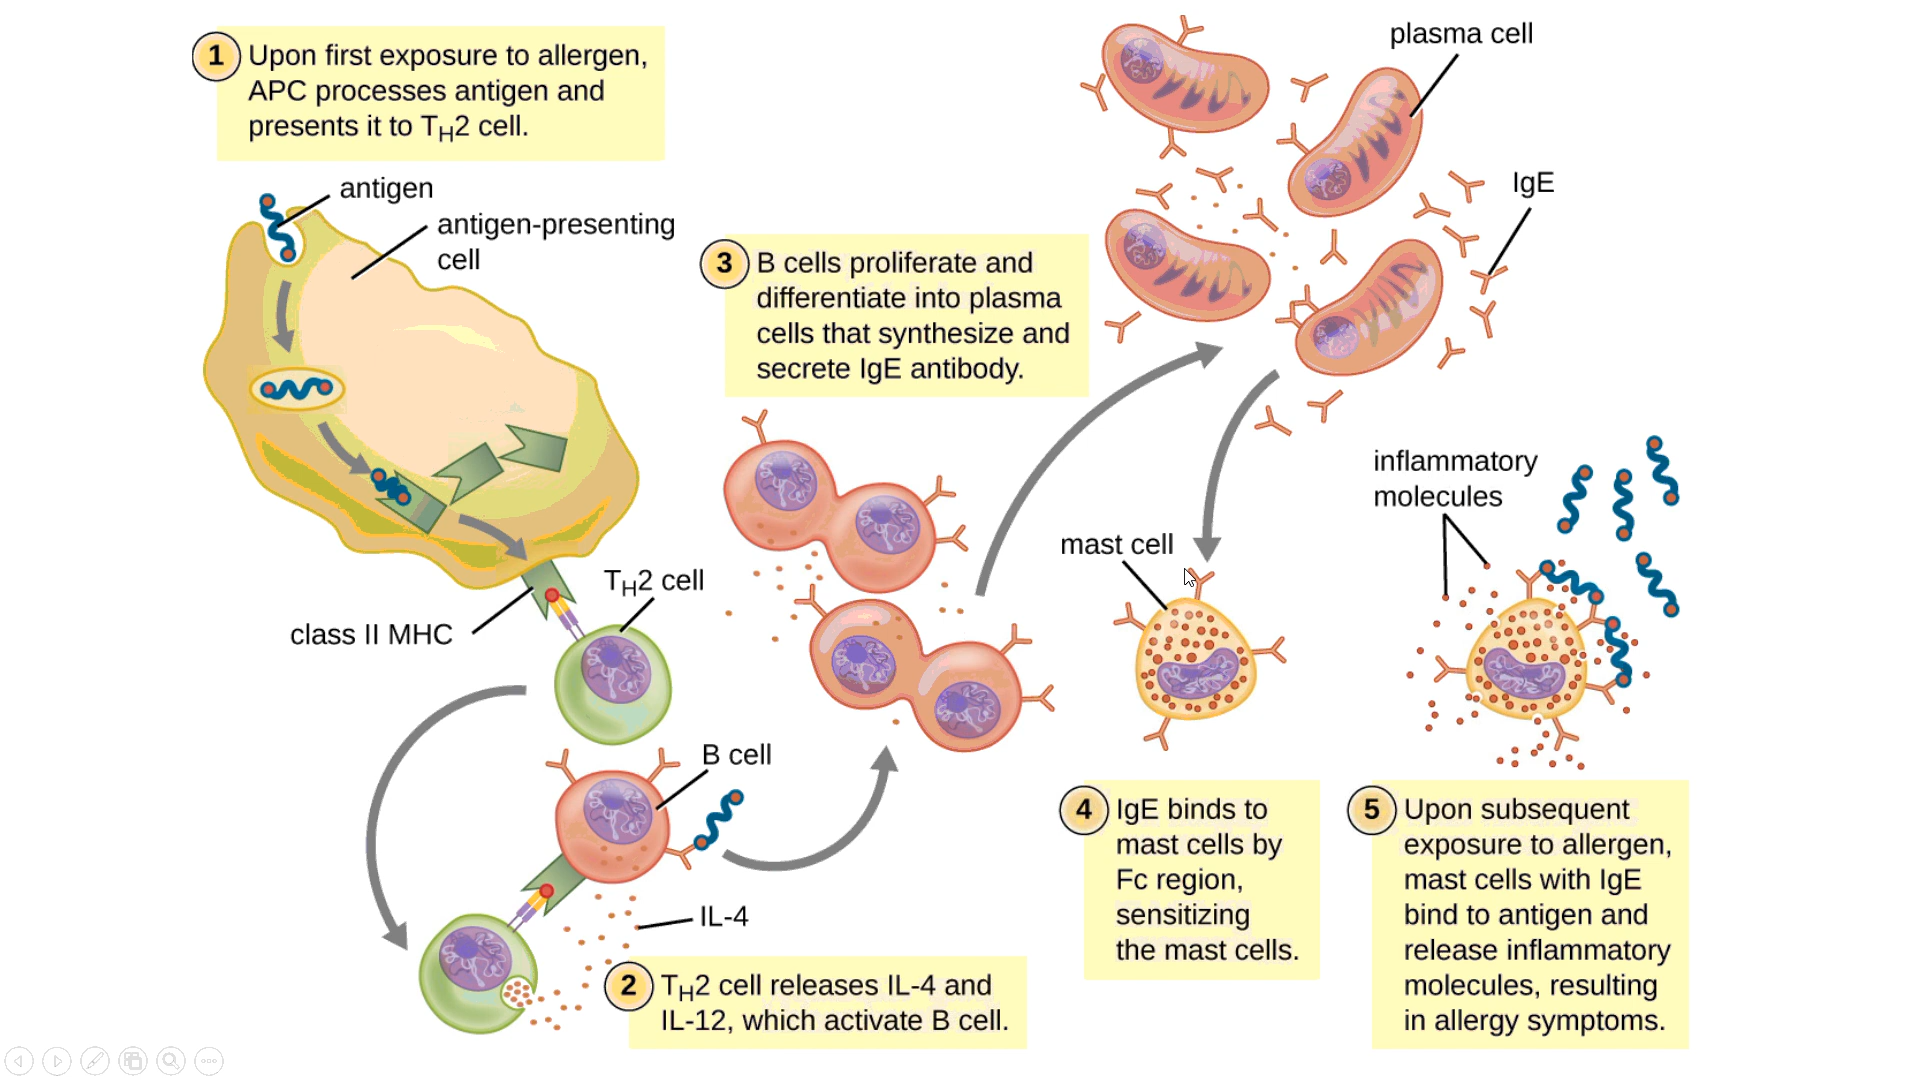 1 Upon first exposure to allergen,
APC processes antigen and
presents it to TH2 cell.
antigen
antigen-presenting
cell
class II MHC
TH2 cell
B cell
IL-4
2 TH2 cell releases IL-4 and
IL-12, which activate B cell.
3 B cells proliferate and
differentiate into plasma
cells that synthesize and
secrete IgE antibody.
plasma cell
IgE
mast cell
4 IgE binds to
mast cells by
Fc region,
sensitizing
the mast cells.
inflammatory
molecules
5 Upon subsequent
exposure to allergen,
mast cells with IgE
bind to antigen and
release inflammatory
molecules, resulting
in allergy symptoms.